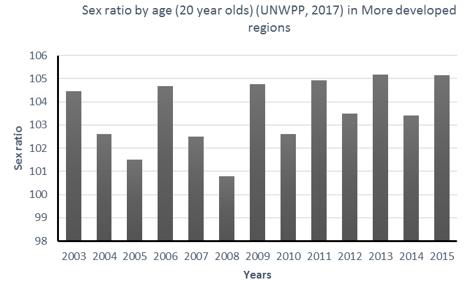 Sex ratio by age (20 year olds) (UNWPP, 2017) in More developed
regions
106
105
104
103
102
101
100
99
98
Sex ratio
2003 2004 2005 2006 2007 2008 2009 2010 2011 2012 2013 2014 2015
Years